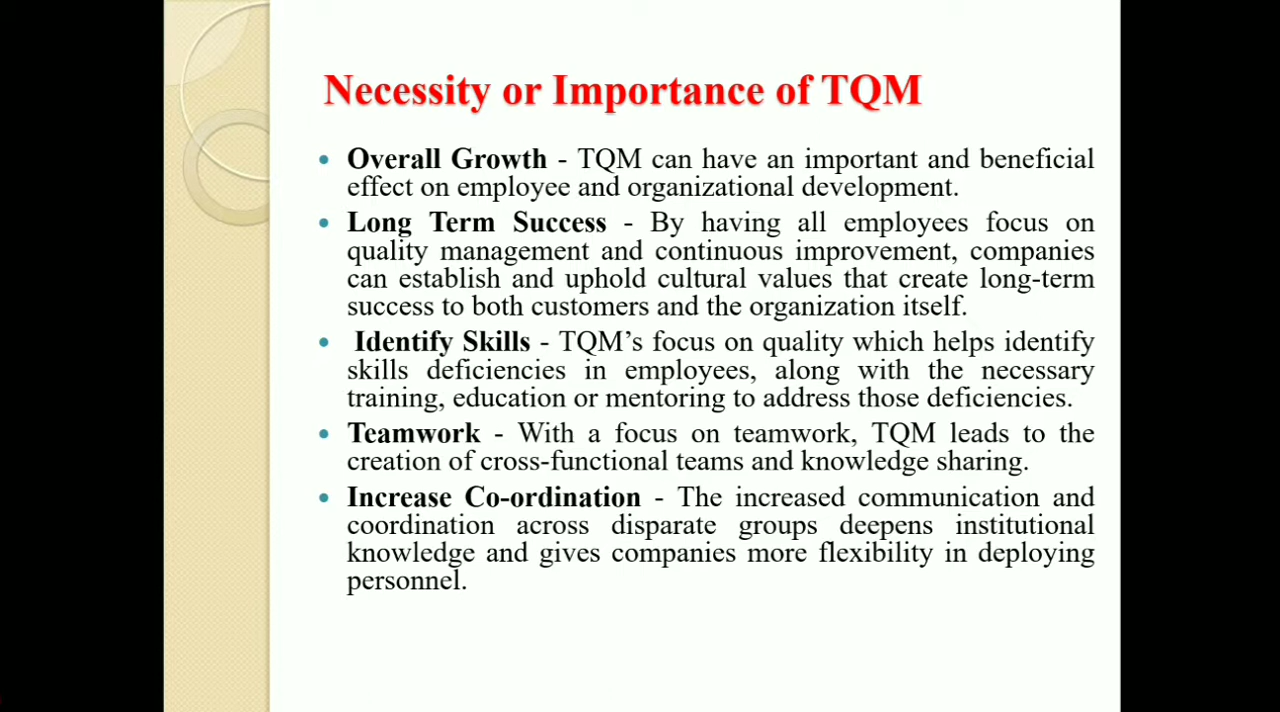 Necessity or Importance of TQM
• Overall Growth - TQM can have an important and beneficial
effect on employee and organizational development.
• Long Term Success - By having all employees focus on
quality management and continuous improvement, companies
can establish and uphold cultural values that create long-term
success to both customers and the organization itself.
• Identify Skills - TQM’s focus on quality which helps identify
skills deficiencies in employees, along with the necessary
training, education or mentoring to address those deficiencies.
• Teamwork - With a focus on teamwork, TQM leads to the
creation of cross-functional teams and knowledge sharing.
• Increase Co-ordination - The increased communication and
coordination across disparate groups deepens institutional
knowledge and gives companies more flexibility in deploying
personnel.